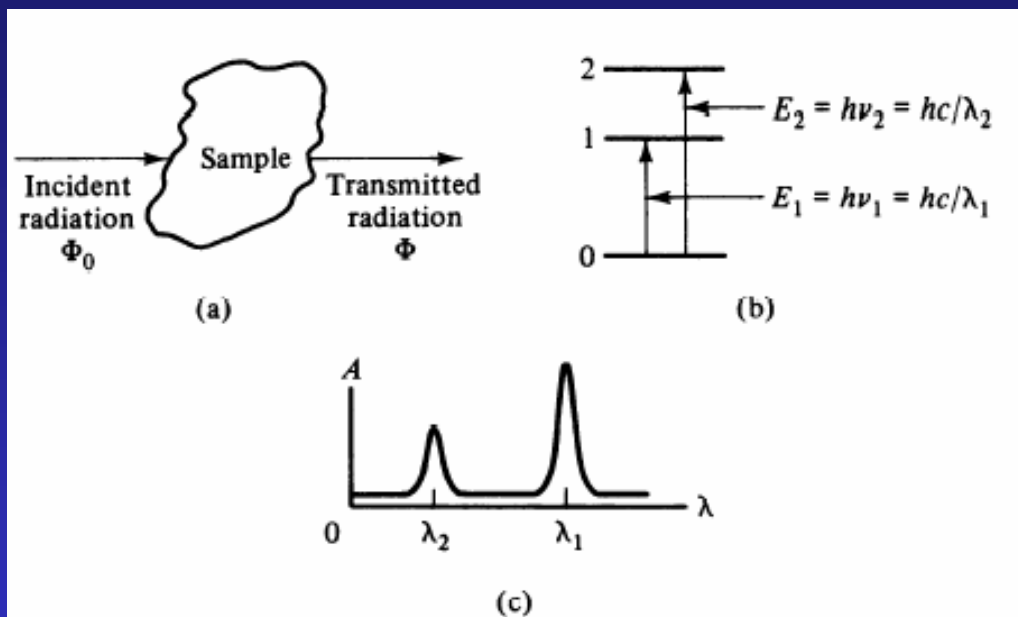 Sample
Incident
radiation
Φ₀
Transmitted
radiation
Φ
(a)
2
E₂ = hν₂ = hc/λ₂
1
E₁ = hν₁ = hc/λ₁
0
(b)
A
λ
0
λ₂
λ₁
(c)